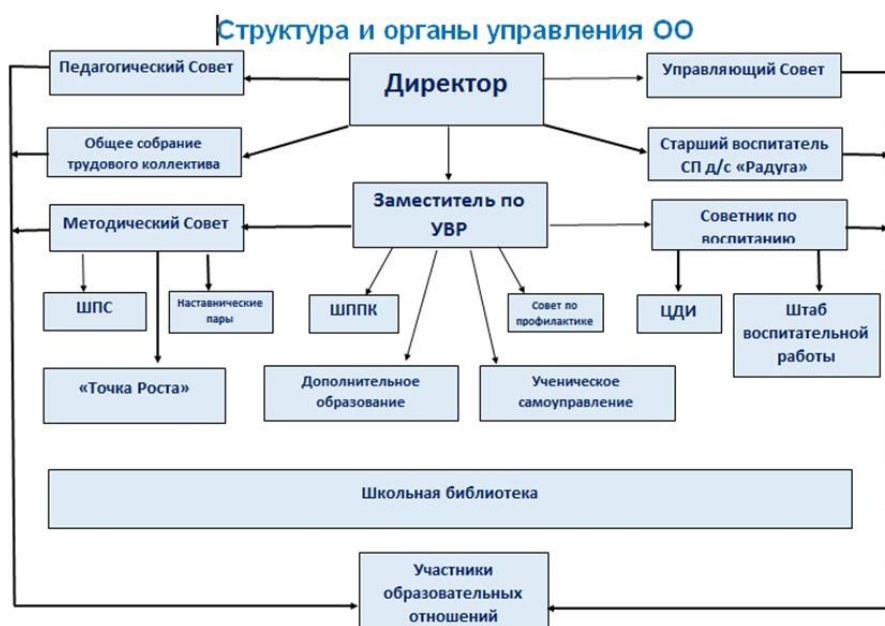 Структура и органы управления ОО
Педагогический Совет
Директор
Управляющий Совет
Общее собрание
трудового коллектива
Старший воспитатель
СП д/с «Радуга»
Методический Совет
Заместитель по
УВР
Советник по
воспитанию
ШПС
Наставнические
пары
ШППК
Совет по
профилактике
ЦДИ
Штаб
воспитательной
работы
«Точка Роста»
Дополнительное
образование
Ученическое
самоуправление
Школьная библиотека
Участники
образовательных
отношений